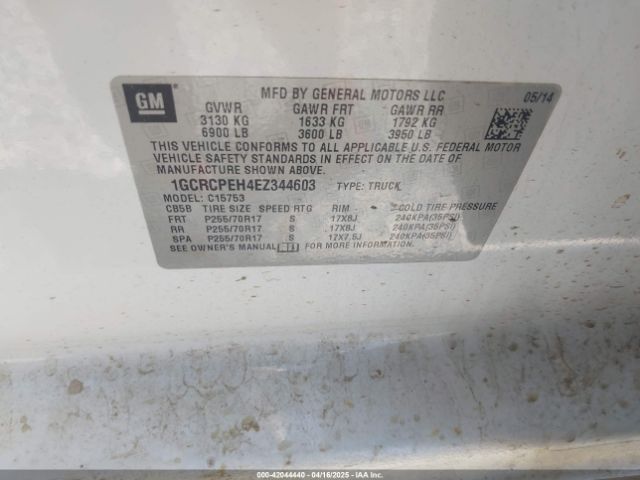 GM
MFD BY GENERAL MOTORS LLC 05/14
GVWR GAWR FRT GAWR RR
3130 KG 1633 KG 1792 KG
6900 LB 3600 LB 3950 LB
THIS VEHICLE CONFORMS TO ALL APPLICABLE U.S. FEDERAL MOTOR
VEHICLE SAFETY STANDARDS IN EFFECT ON THE DATE OF
MANUFACTURE SHOWN ABOVE.
1GCRCPEH4EZ344603 TYPE: TRUCK
MODEL: C15753
CB5B TIRE SIZE SPEED RTG RIM COLD TIRE PRESSURE
FRT P255/70R17 S 17X8J 240KPA(35PSI)
RR P255/70R17 S 17X8J 240KPA(35PSI)
SPA P255/70R17 S 17X7.5J 240KPA(35PSI)
SEE OWNER'S MANUAL FOR MORE INFORMATION.
000-42044440 - 04/16/2025 - IAAI.COM